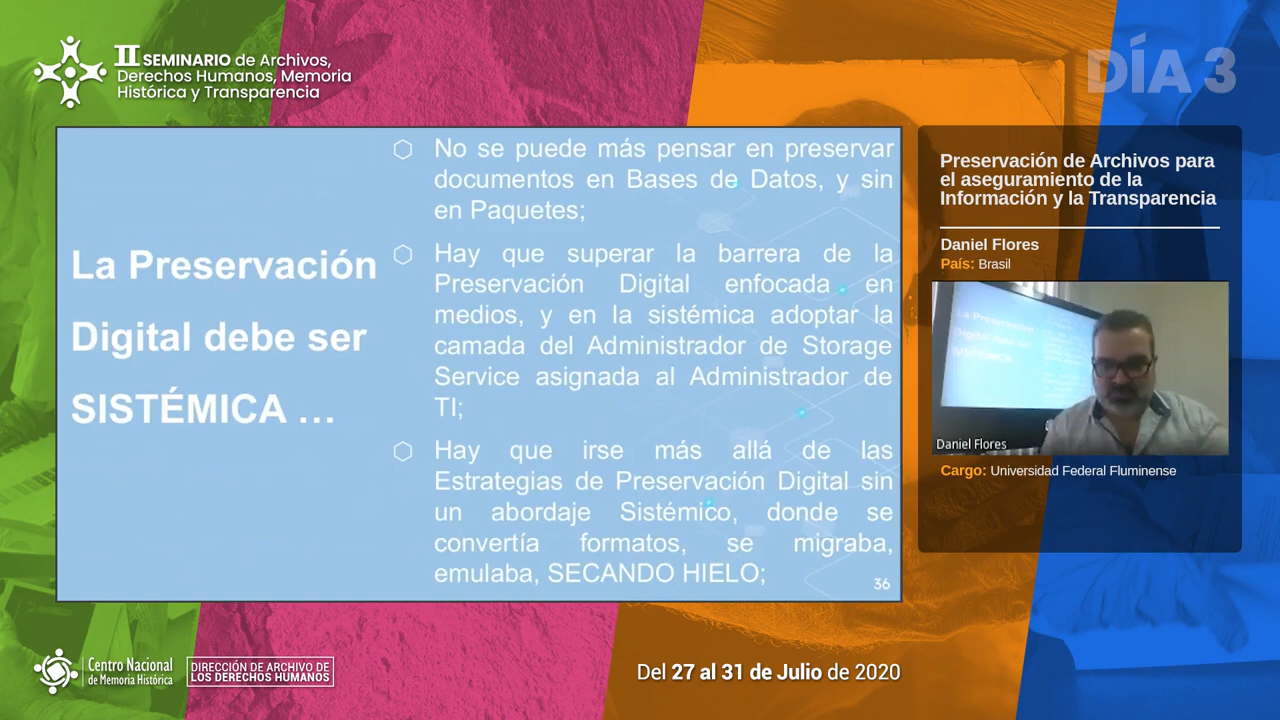 II SEMINARIO de Archivos,
Derechos Humanos, Memoria
Histórica y Transparencia
DÍA 3
La Preservación
Digital debe ser
SISTÉMICA …
No se puede más pensar en preservar
documentos en Bases de Datos, y sin
en Paquetes;
Hay que superar la barrera de la
Preservación Digital enfocada en
medios, y en la sistémica adoptar la
camada del Administrador de Storage
Service asignada al Administrador de
TI;
Hay que irse más allá de las
Estrategias de Preservación Digital sin
un abordaje Sistémico, donde se
convertía formatos, se migraba,
emulaba, SECANDO HIELO;
36
Preservación de Archivos para
el aseguramiento de la
Información y la Transparencia
Daniel Flores
País: Brasil
La Preservación
Digital debe ser
SISTÉMICA ...
Daniel Flores
Cargo: Universidad Federal Fluminense
Centro Nacional
de Memoria Histórica
DIRECCIÓN DE ARCHIVO DE
LOS DERECHOS HUMANOS
Del 27 al 31 de Julio de 2020